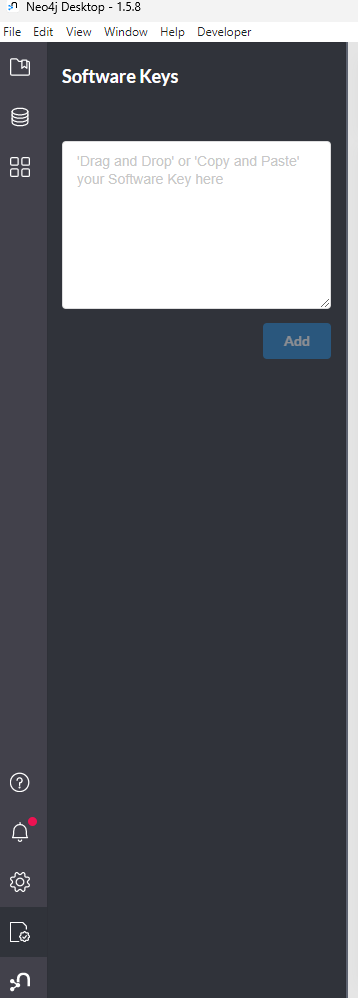 Neo4j Desktop - 1.5.8
File Edit View Window Help Developer
Software Keys
'Drag and Drop' or 'Copy and Paste'
your Software Key here
Add